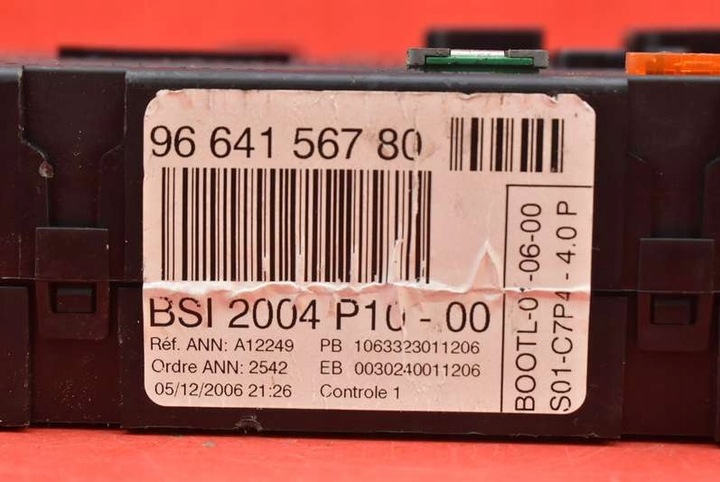 96 641 567 80
BSI 2004 P10 - 00
Réf. ANN: A12249 PB 1063323011206
Ordre ANN: 2542 EB 0030240011206
05/12/2006 21:26 Controle 1
-06-00
S01-C7P4 - 4.0 P